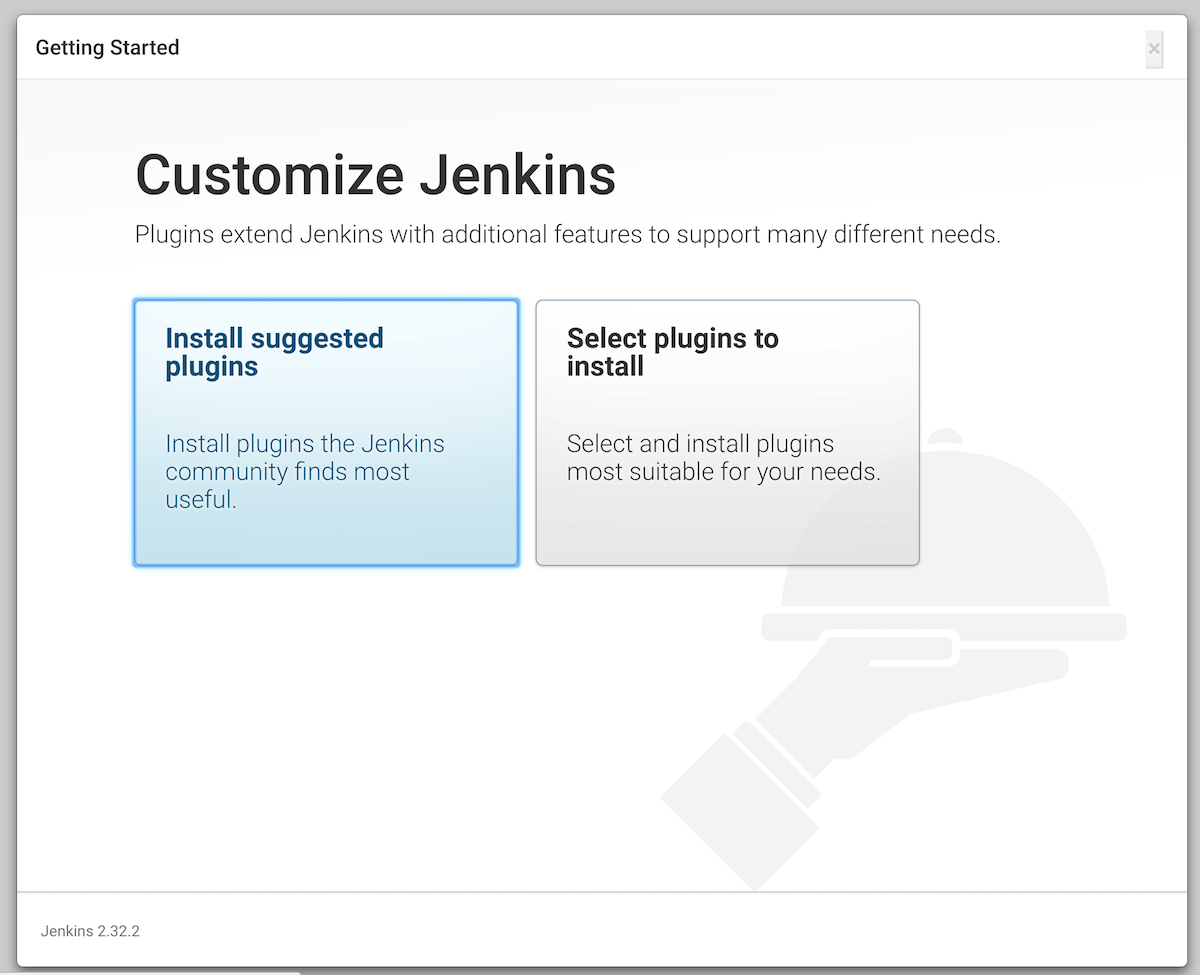 Getting Started
×
Customize Jenkins
Plugins extend Jenkins with additional features to support many different needs.
Install suggested
plugins
Install plugins the Jenkins
community finds most
useful.
Select plugins to
install
Select and install plugins
most suitable for your needs.
Jenkins 2.32.2